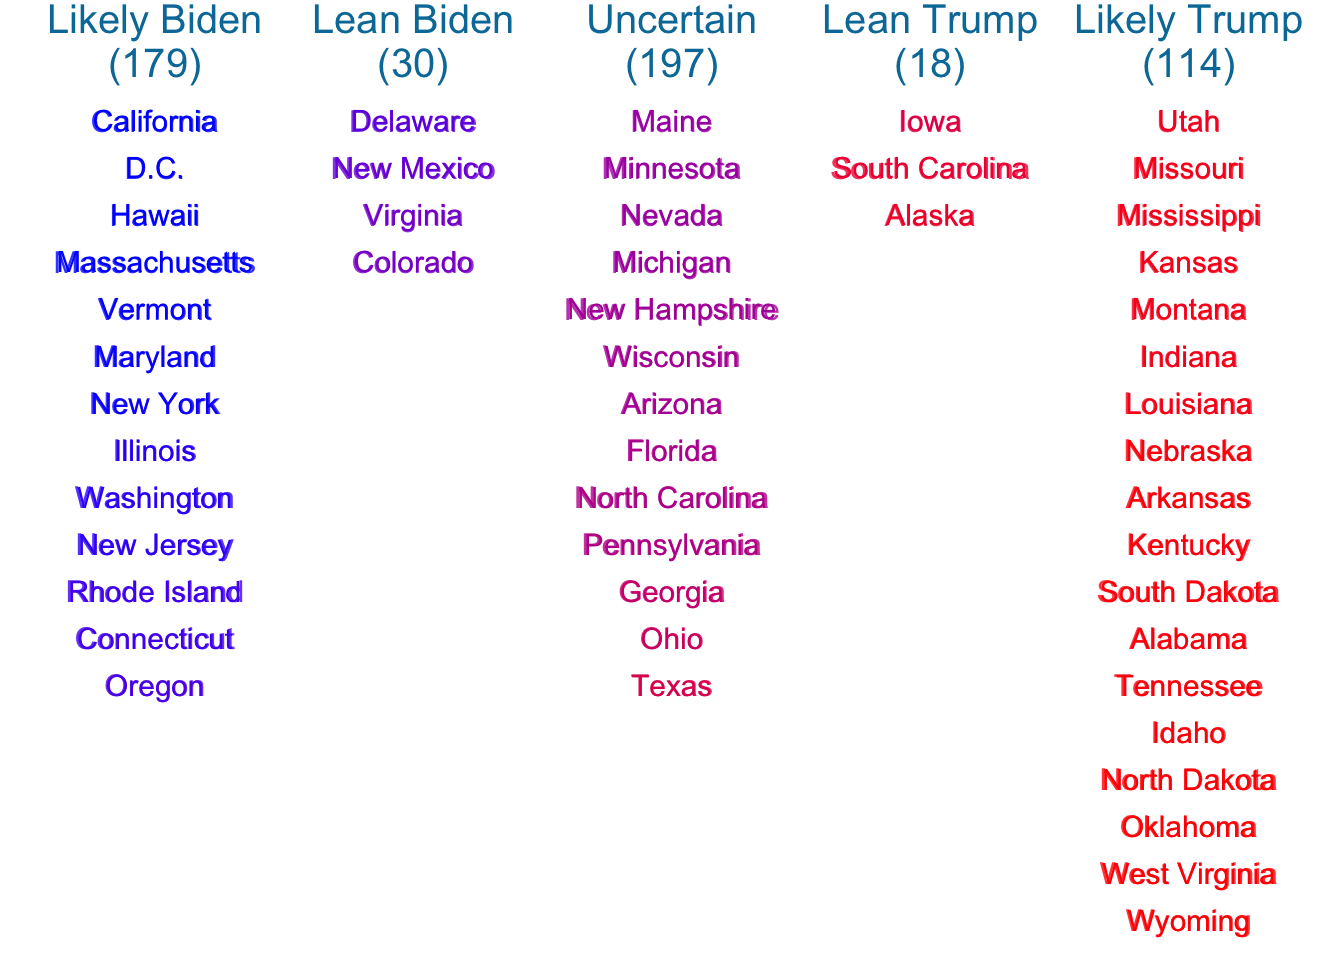 Likely Biden
(179)
California
D.C.
Hawaii
Massachusetts
Vermont
Maryland
New York
Illinois
Washington
New Jersey
Rhode Island
Connecticut
Oregon
Lean Biden
(30)
Delaware
New Mexico
Virginia
Colorado
Uncertain
(197)
Maine
Minnesota
Nevada
Michigan
New Hampshire
Wisconsin
Arizona
Florida
North Carolina
Pennsylvania
Georgia
Ohio
Texas
Lean Trump
(18)
Iowa
South Carolina
Alaska
Likely Trump
(114)
Utah
Missouri
Mississippi
Kansas
Montana
Indiana
Louisiana
Nebraska
Arkansas
Kentucky
South Dakota
Alabama
Tennessee
Idaho
North Dakota
Oklahoma
West Virginia
Wyoming